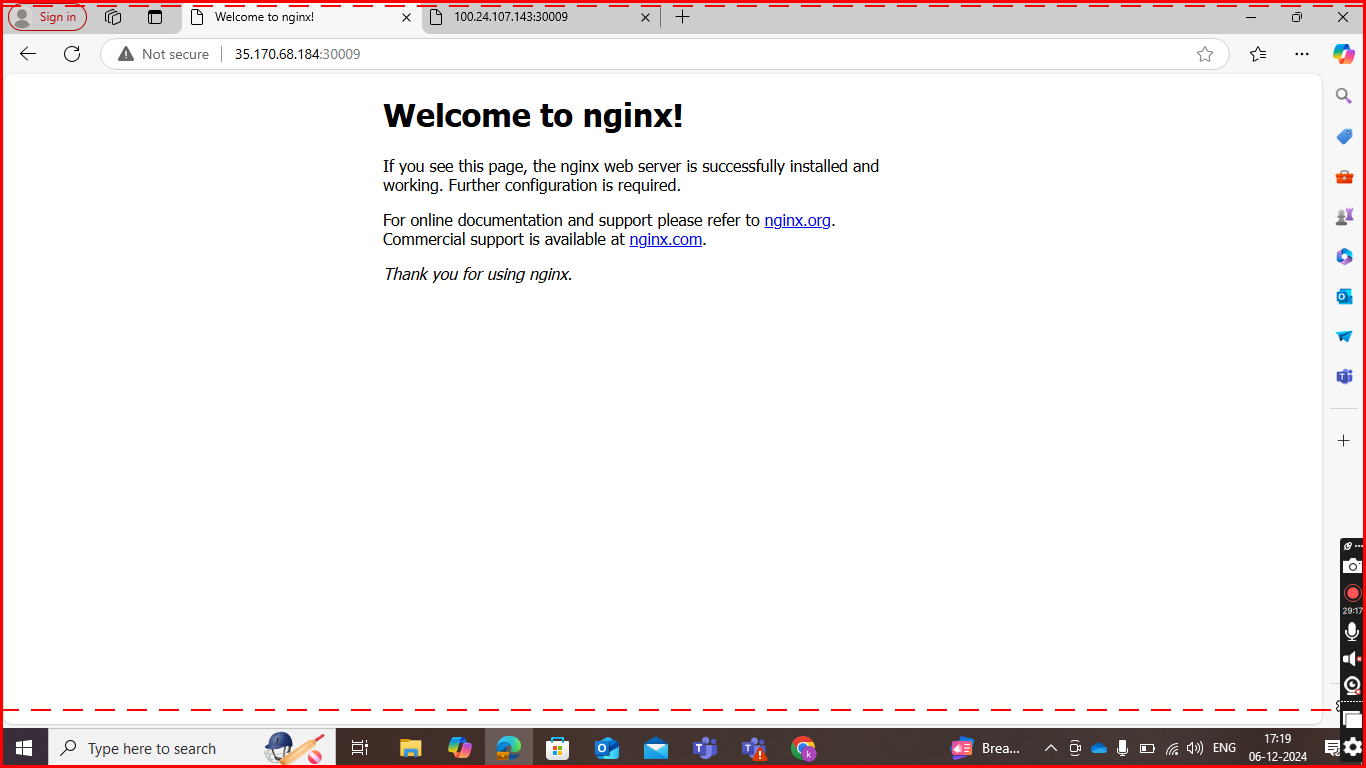 Sign in
Welcome to nginx!
100.24.107.143:30009
Not secure
35.170.68.184:30009
Welcome to nginx!
If you see this page, the nginx web server is successfully installed and
working. Further configuration is required.
For online documentation and support please refer to nginx.org.
Commercial support is available at nginx.com.
Thank you for using nginx.
29:17
Type here to search
Brea...
ENG
17:19
06-12-2024